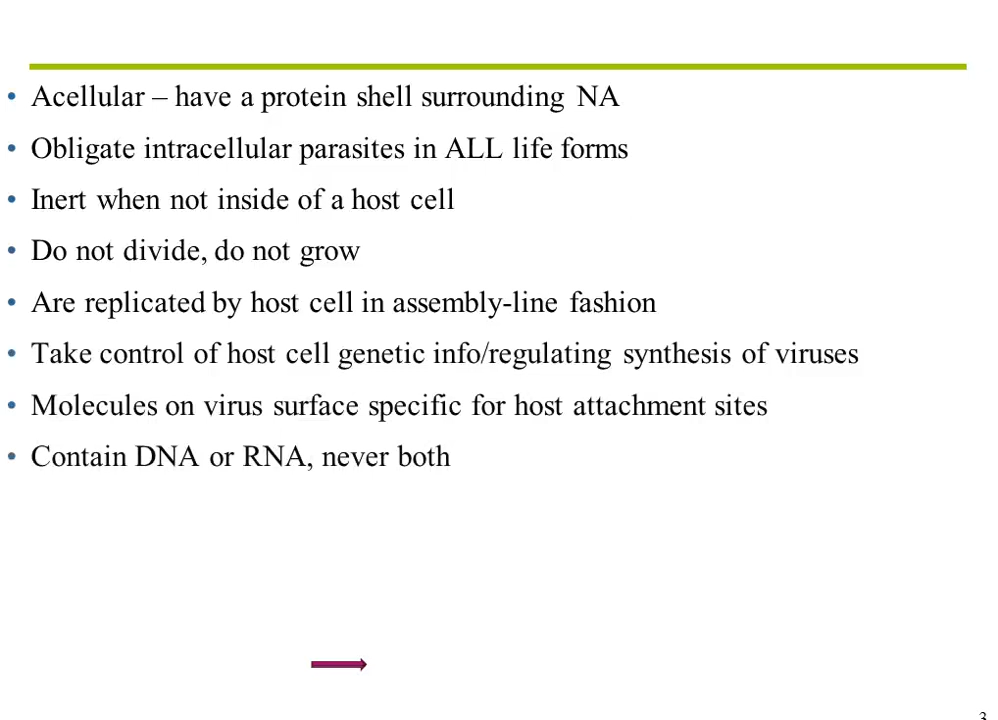 • Acellular – have a protein shell surrounding NA
• Obligate intracellular parasites in ALL life forms
• Inert when not inside of a host cell
• Do not divide, do not grow
• Are replicated by host cell in assembly-line fashion
• Take control of host cell genetic info/regulating synthesis of viruses
• Molecules on virus surface specific for host attachment sites
• Contain DNA or RNA, never both
3